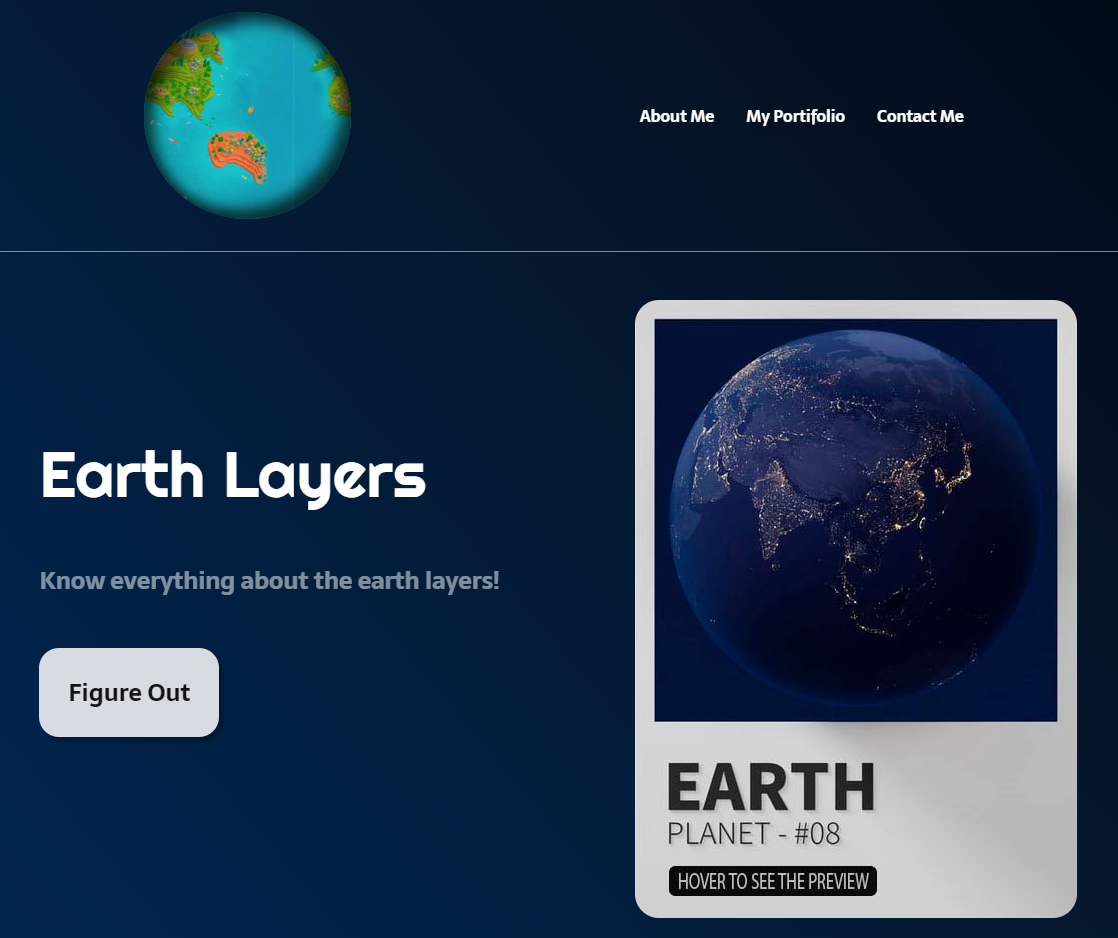 About Me
My Portifolio
Contact Me
Earth Layers
Know everything about the earth layers!
Figure Out
EARTH
PLANET - #08
HOVER TO SEE THE PREVIEW